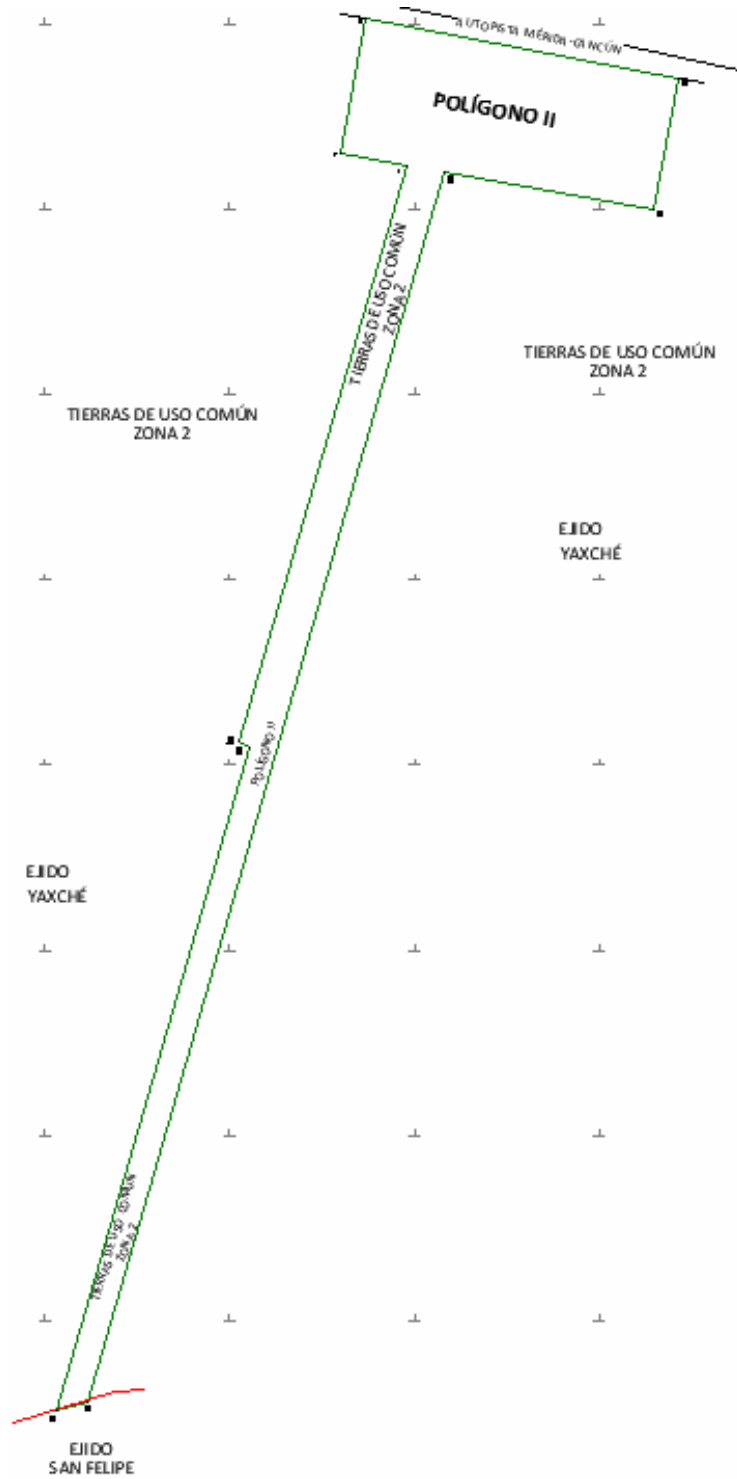 AUTOPISTA MÉRIDA-CANCÚN
POLÍGONO II
TIERRAS DE USO COMÚN
ZONA 2
TIERRAS DE USO COMÚN
ZONA 2
TIERRAS DE USO COMÚN
ZONA 2
EJIDO
YAXCHÉ
POLÍGONO II
EJIDO
YAXCHÉ
TIERRAS DE USO COMÚN
ZONA 2
EJIDO
SAN FELIPE